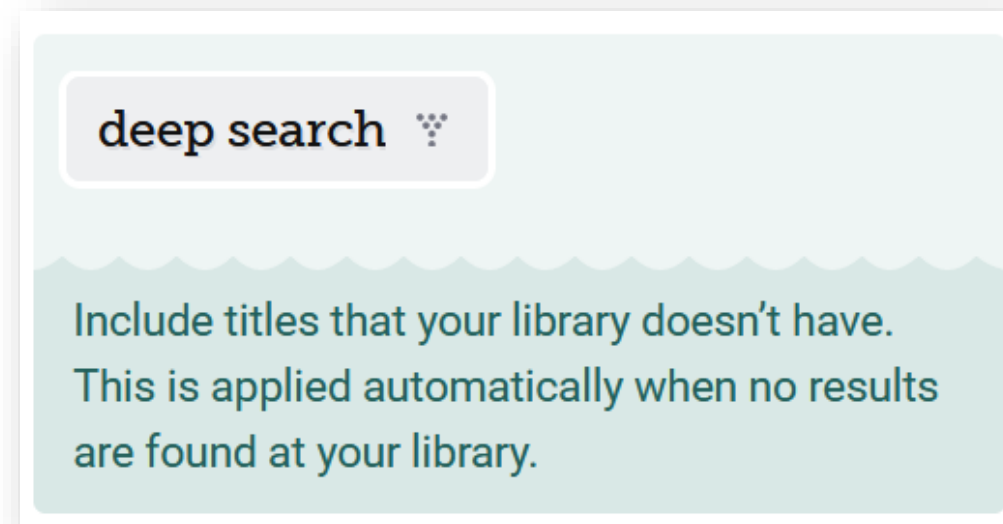 deep search
Include titles that your library doesn’t have.
This is applied automatically when no results
are found at your library.